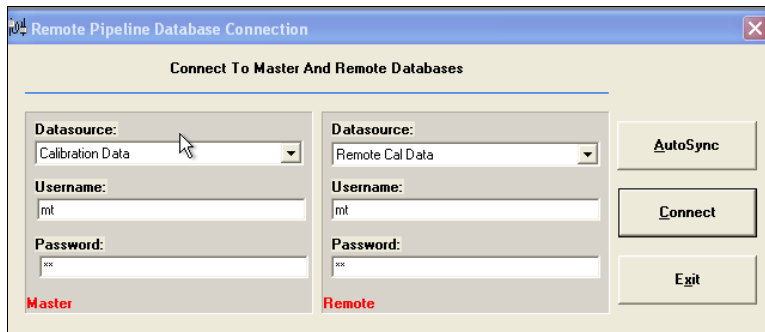 Remote Pipeline Database Connection
Connect To Master And Remote Databases
Datasource:
Calibration Data
Username:
mt
Password:
**
Master
Datasource:
Remote Cal Data
Username:
mt
Password:
**
Remote
AutoSync
Connect
Exit